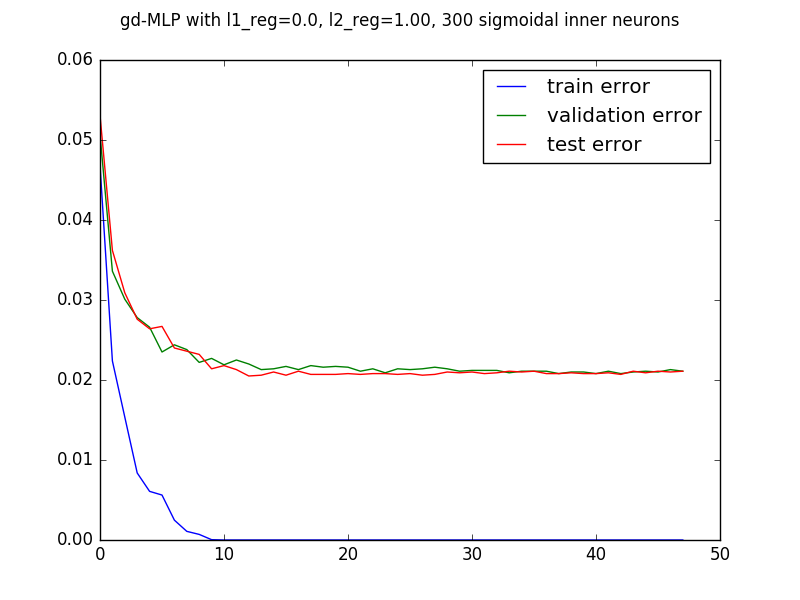 gd-MLP with l1_reg=0.0, l2_reg=1.00, 300 sigmoidal inner neurons
train error
validation error
test error
0.06
0.05
0.04
0.03
0.02
0.01
0.00
0 10 20 30 40 50